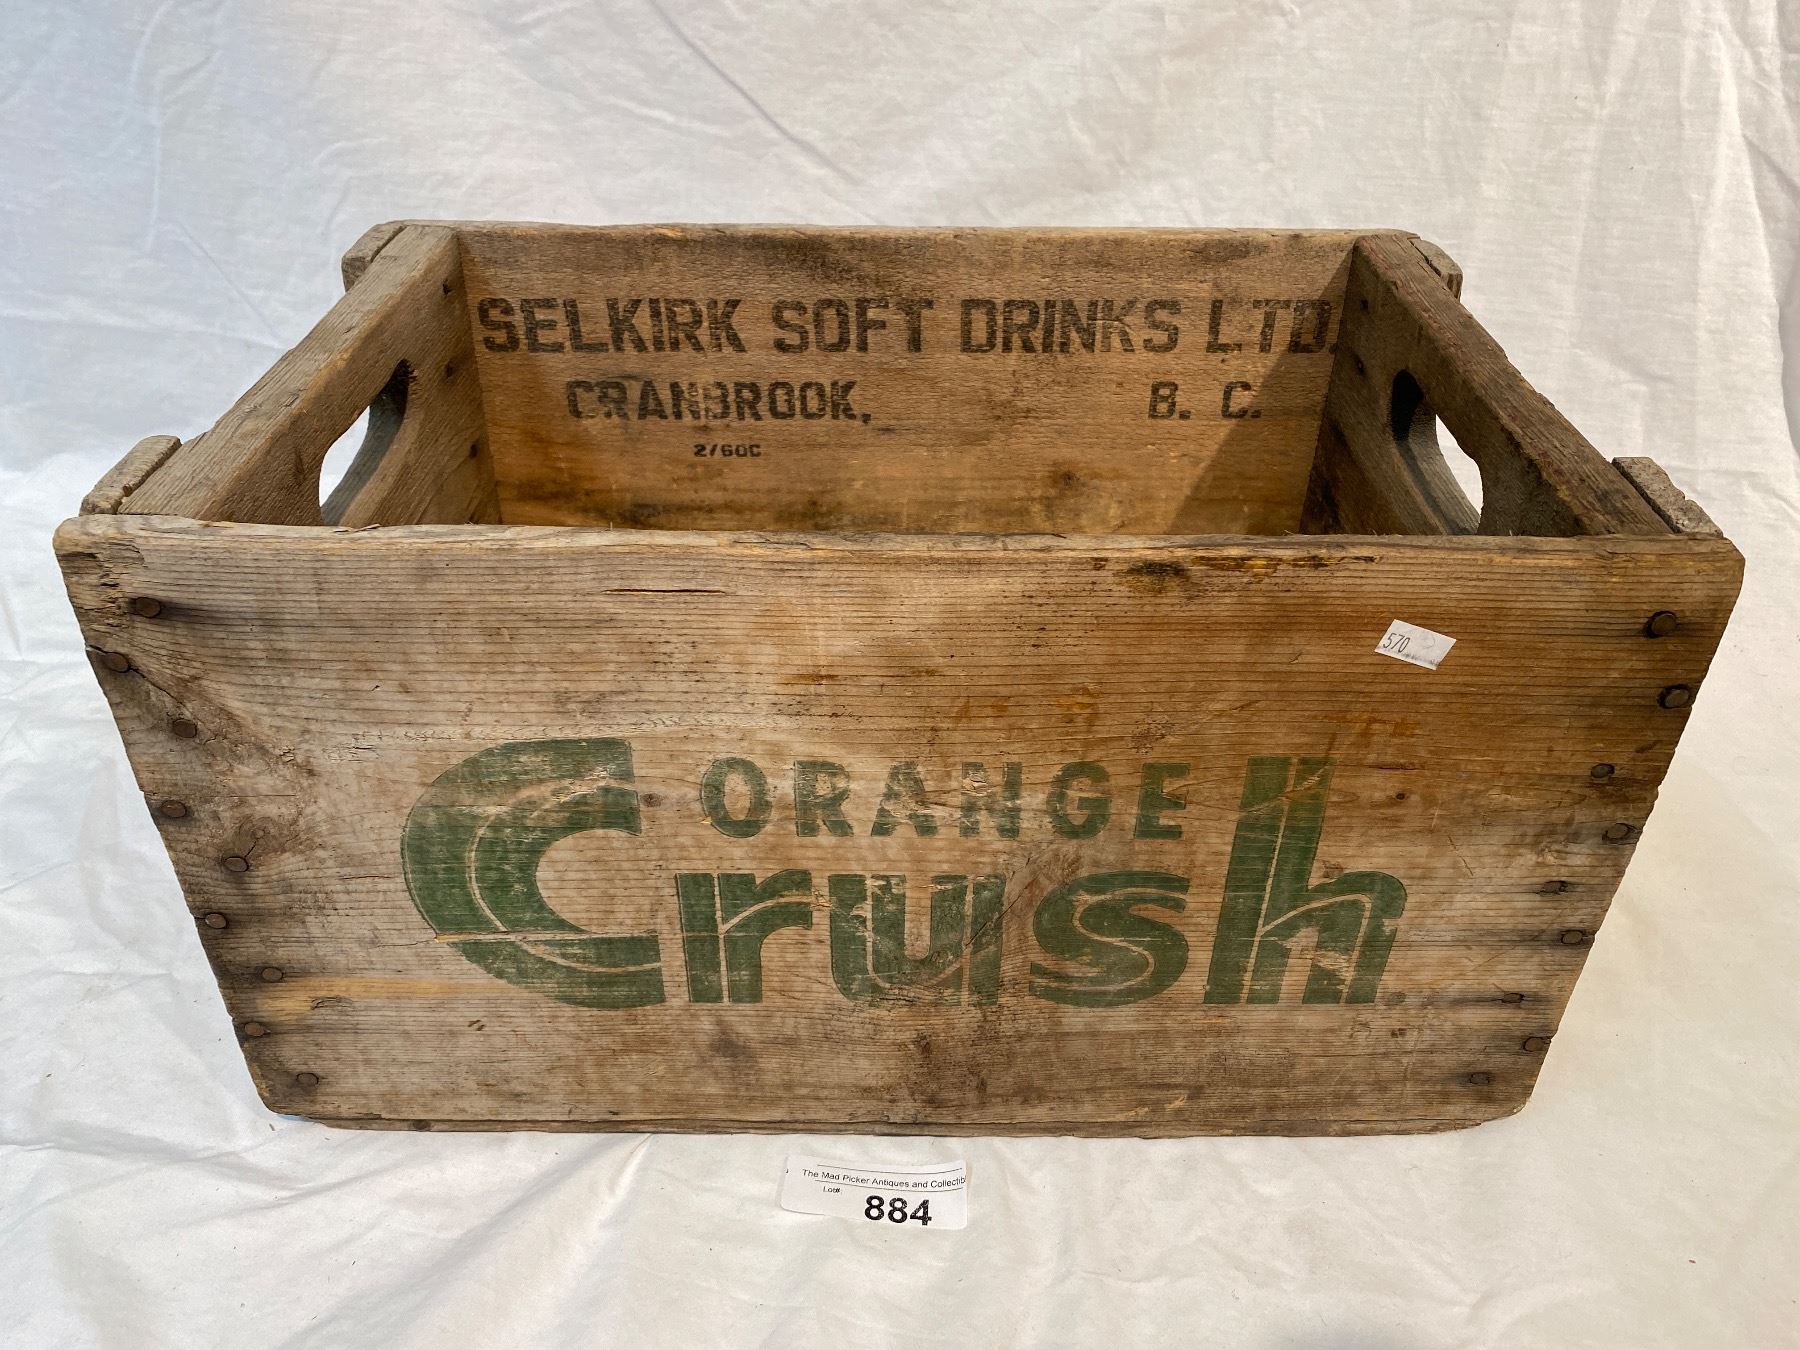 SELKIRK SOFT DRINKS LTD.
CRANBROOK, B. C.
2/60C
570
ORANGE
Crush
The Mad Picker Antiques and Collectib
Lot#
884